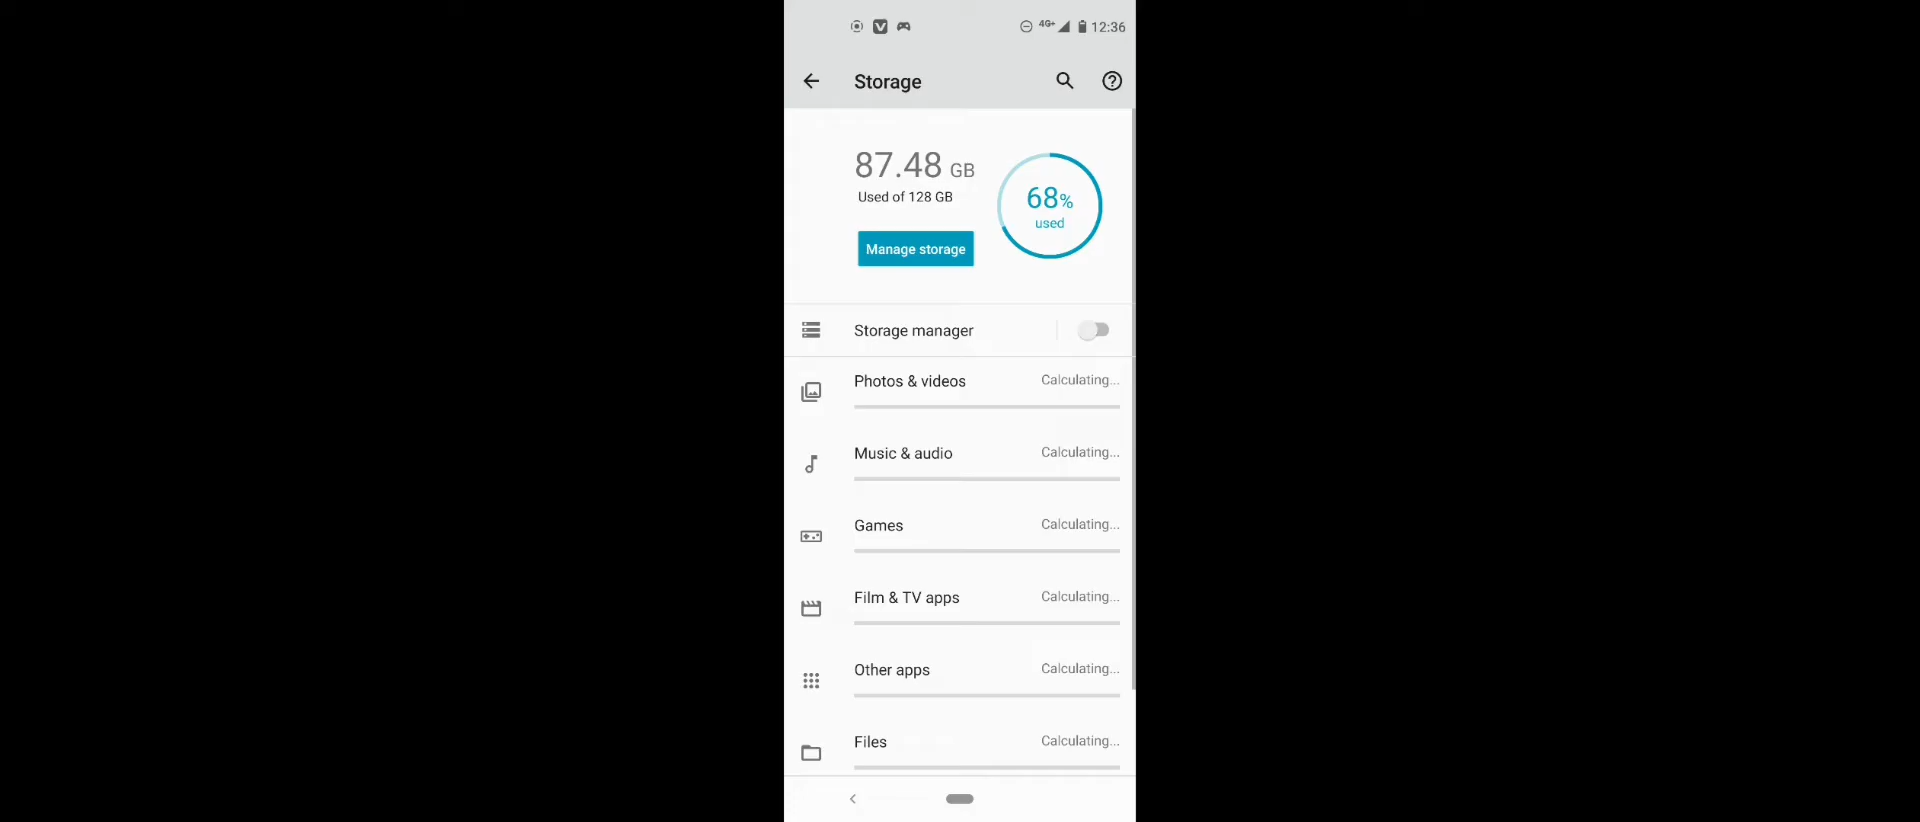 4G+ 12:36
Storage
87.48 GB
Used of 128 GB
68%
used
Manage storage
Storage manager
Photos & videos Calculating...
Music & audio Calculating...
Games Calculating...
Film & TV apps Calculating...
Other apps Calculating...
Files Calculating...